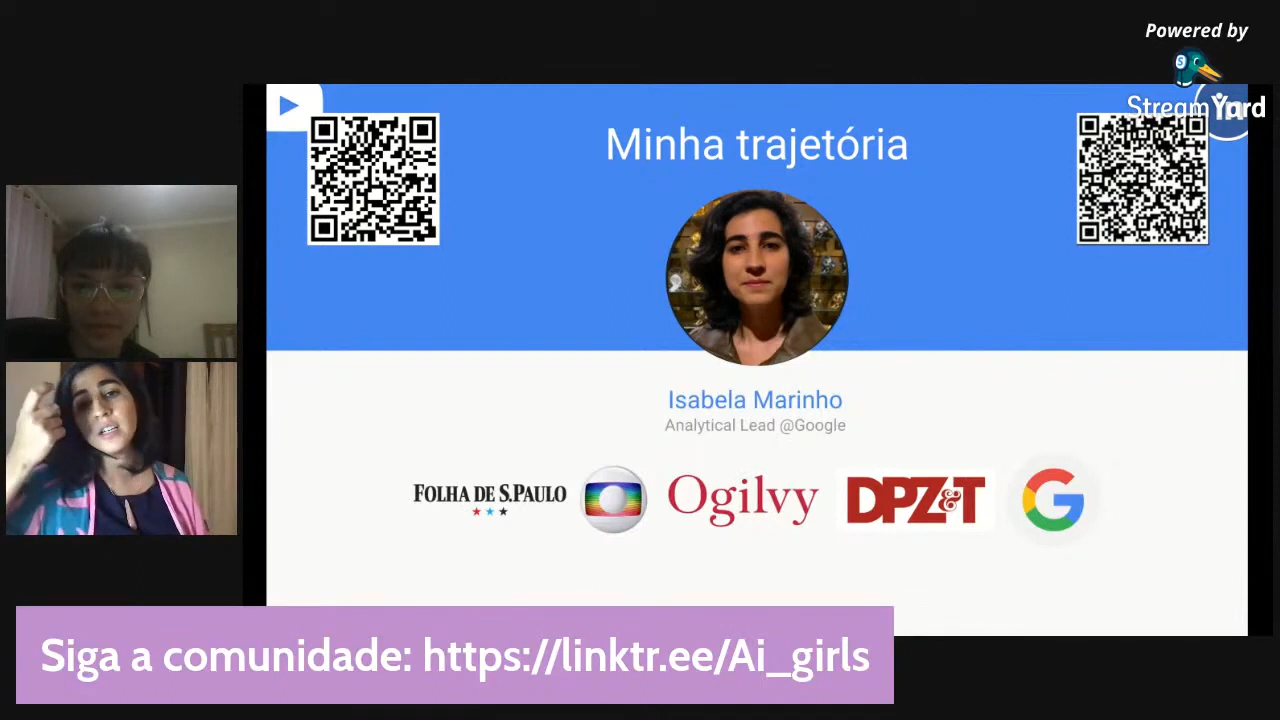 Powered by
StreamYard
Minha trajetória
Isabela Marinho
Analytical Lead @Google
FOLHA DE S.PAULO
Ogilvy
DPZ&T
G
Siga a comunidade: https://linktr.ee/Ai_girls